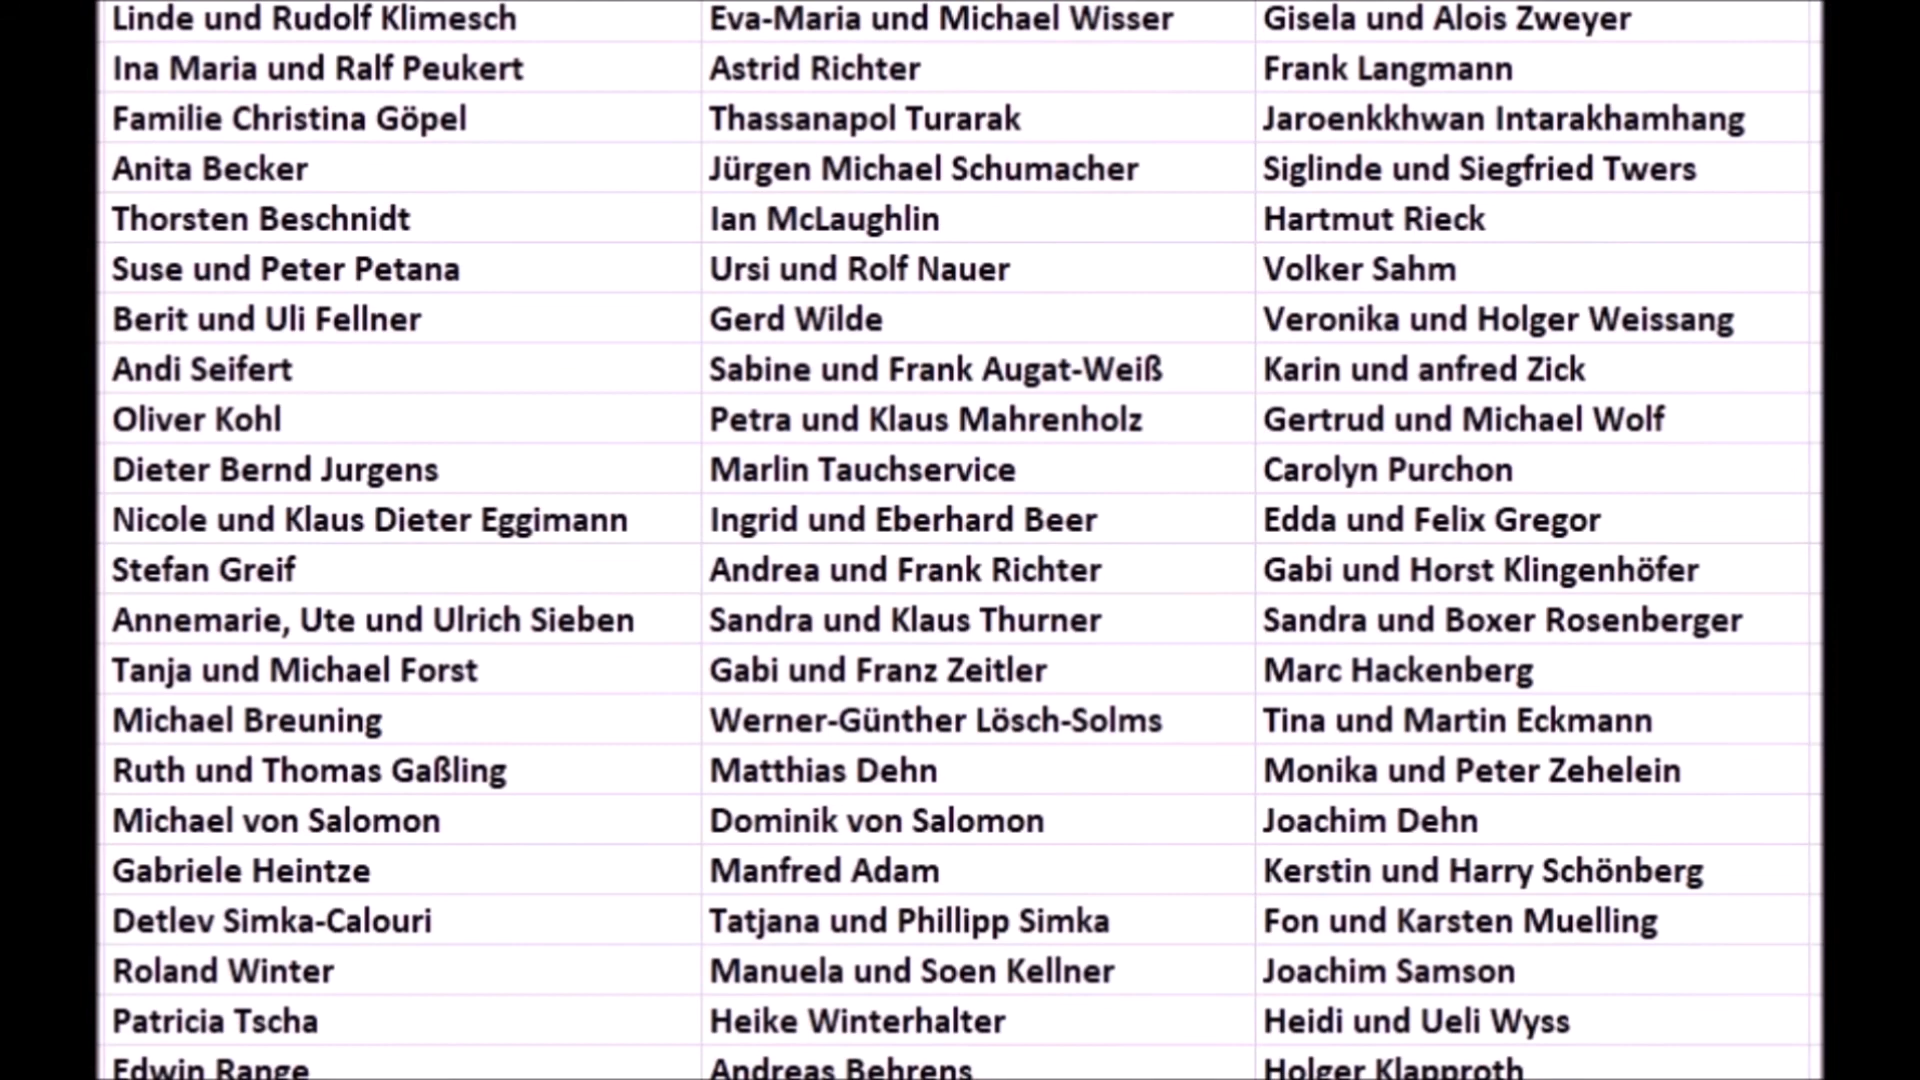 Linde und Rudolf Klimesch Eva-Maria und Michael Wisser Gisela und Alois Zweyer
Ina Maria und Ralf Peukert Astrid Richter Frank Langmann
Familie Christina Göpel Thassanapol Turarak Jaroenkkhwan Intarakhamhang
Anita Becker Jürgen Michael Schumacher Siglinde und Siegfried Twers
Thorsten Beschnidt Ian McLaughlin Hartmut Rieck
Suse und Peter Petana Ursi und Rolf Nauer Volker Sahm
Berit und Uli Fellner Gerd Wilde Veronika und Holger Weissang
Andi Seifert Sabine und Frank Augat-Weiß Karin und anfred Zick
Oliver Kohl Petra und Klaus Mahrenholz Gertrud und Michael Wolf
Dieter Bernd Jurgens Marlin Tauchservice Carolyn Purchon
Nicole und Klaus Dieter Eggimann Ingrid und Eberhard Beer Edda und Felix Gregor
Stefan Greif Andrea und Frank Richter Gabi und Horst Klingenhöfer
Annemarie, Ute und Ulrich Sieben Sandra und Klaus Thurner Sandra und Boxer Rosenberger
Tanja und Michael Forst Gabi und Franz Zeitler Marc Hackenberg
Michael Breuning Werner-Günther Lösch-Solms Tina und Martin Eckmann
Ruth und Thomas Gaßling Matthias Dehn Monika und Peter Zehelein
Michael von Salomon Dominik von Salomon Joachim Dehn
Gabriele Heintze Manfred Adam Kerstin und Harry Schönberg
Detlev Simka-Calouri Tatjana und Phillipp Simka Fon und Karsten Muelling
Roland Winter Manuela und Soen Kellner Joachim Samson
Patricia Tscha Heike Winterhalter Heidi und Ueli Wyss
Edwin Range Andreas Behrens Holger Klapproth